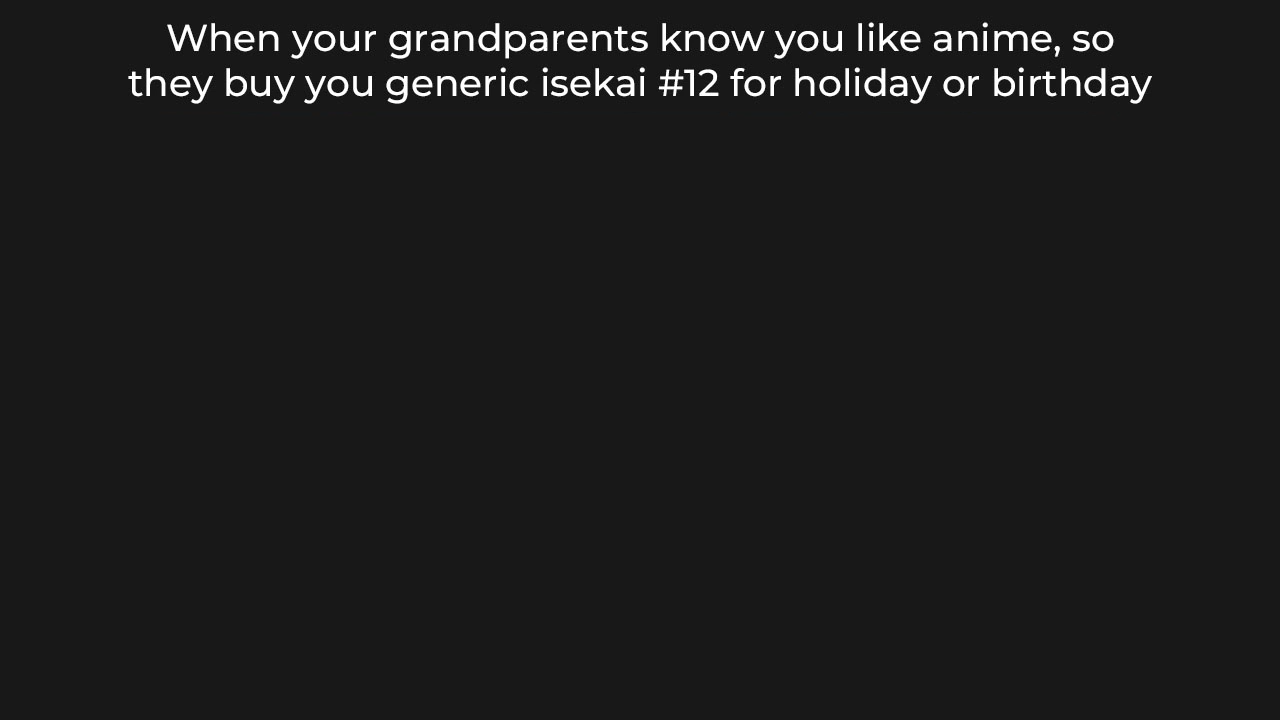 When your grandparents know you like anime, so
they buy you generic isekai #12 for holiday or birthday